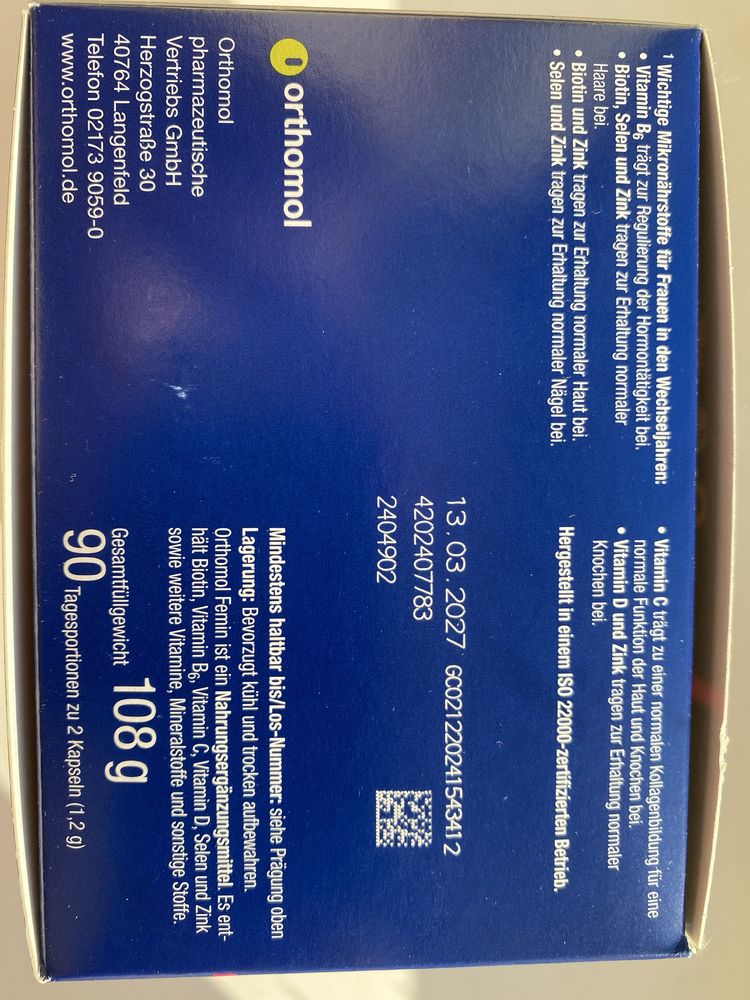 ¹ Wichtige Mikronährstoffe für Frauen in den Wechseljahren:
• Vitamin B₆ trägt zur Regulierung der Hormontätigkeit bei.
• Biotin, Selen und Zink tragen zur Erhaltung normaler
Haare bei.
• Biotin und Zink tragen zur Erhaltung normaler Haut bei.
• Selen und Zink tragen zur Erhaltung normaler Nägel bei.
• Vitamin C trägt zu einer normalen Kollagenbildung für eine
normale Funktion der Haut und Knochen bei.
• Vitamin D und Zink tragen zur Erhaltung normaler
Knochen bei.
Hergestellt in einem ISO 22000-zertifizierten Betrieb.
13.03.2027 GC02122024154341 2
4202407783
2404902
orthomol
Orthomol
pharmazeutische
Vertriebs GmbH
Herzogstraße 30
40764 Langenfeld
Telefon 02173 9059-0
www.orthomol.de
Mindestens haltbar bis/Los-Nummer: siehe Prägung oben
Lagerung: Bevorzugt kühl und trocken aufbewahren.
Orthomol Femin ist ein Nahrungsergänzungsmittel. Es ent-
hält Biotin, Vitamin B₆, Vitamin C, Vitamin D, Selen und Zink
sowie weitere Vitamine, Mineralstoffe und sonstige Stoffe.
Gesamtfüllgewicht 108 g
90 Tagesportionen zu 2 Kapseln (1,2 g)